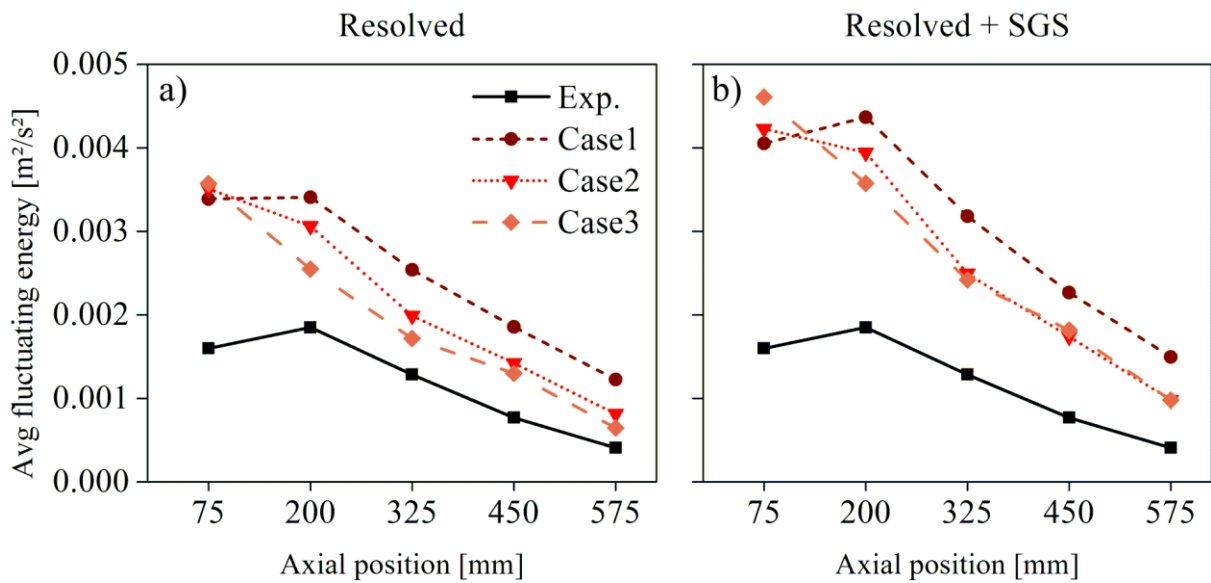 Resolved
Resolved + SGS
Avg fluctuating energy [m²/s²]
0.005
0.004
0.003
0.002
0.001
0.000
a)
Exp.
Case1
Case2
Case3
b)
75 200 325 450 575
75 200 325 450 575
Axial position [mm]
Axial position [mm]